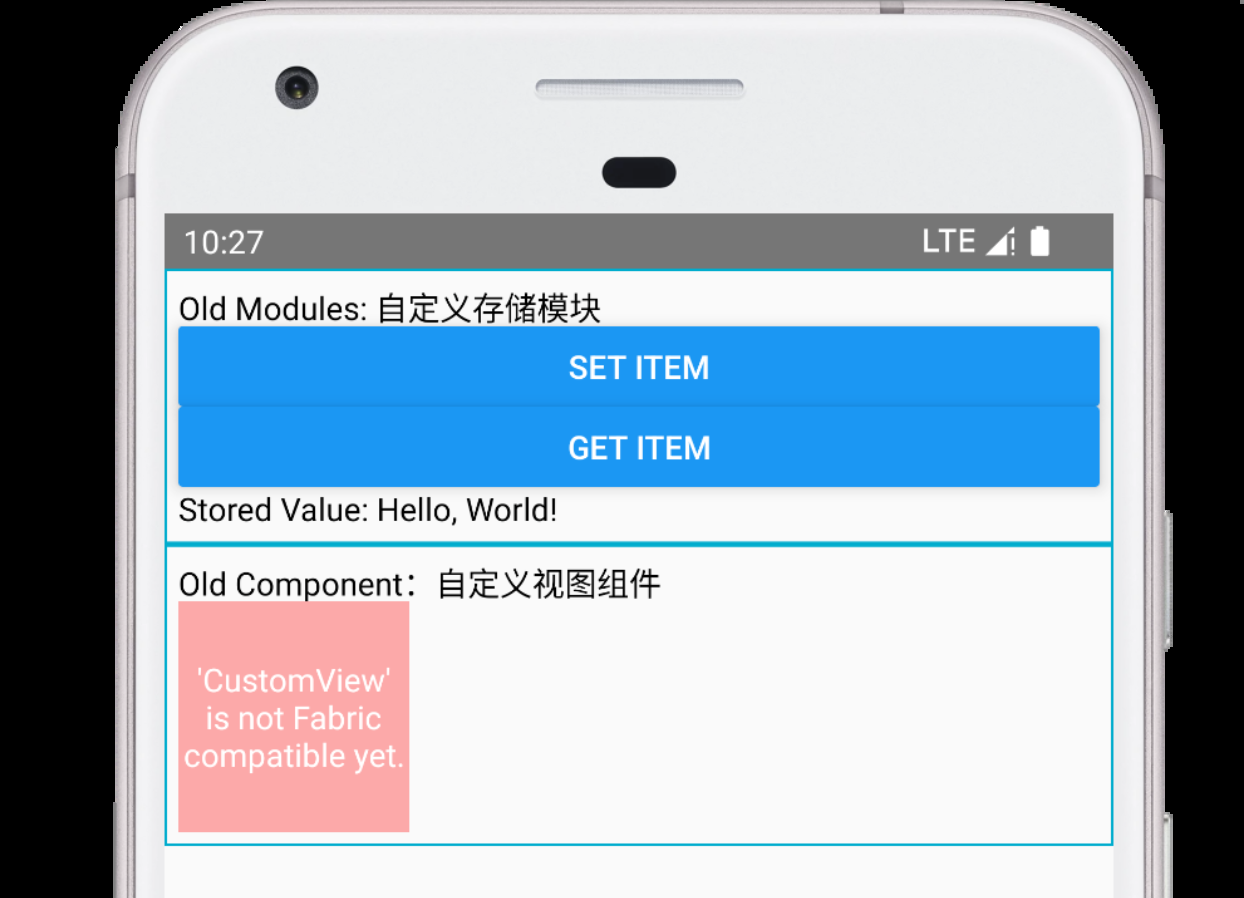 10:27 LTE
Old Modules: 自定义存储模块
SET ITEM
GET ITEM
Stored Value: Hello, World!
Old Component：自定义视图组件
'CustomView'
is not Fabric
compatible yet.